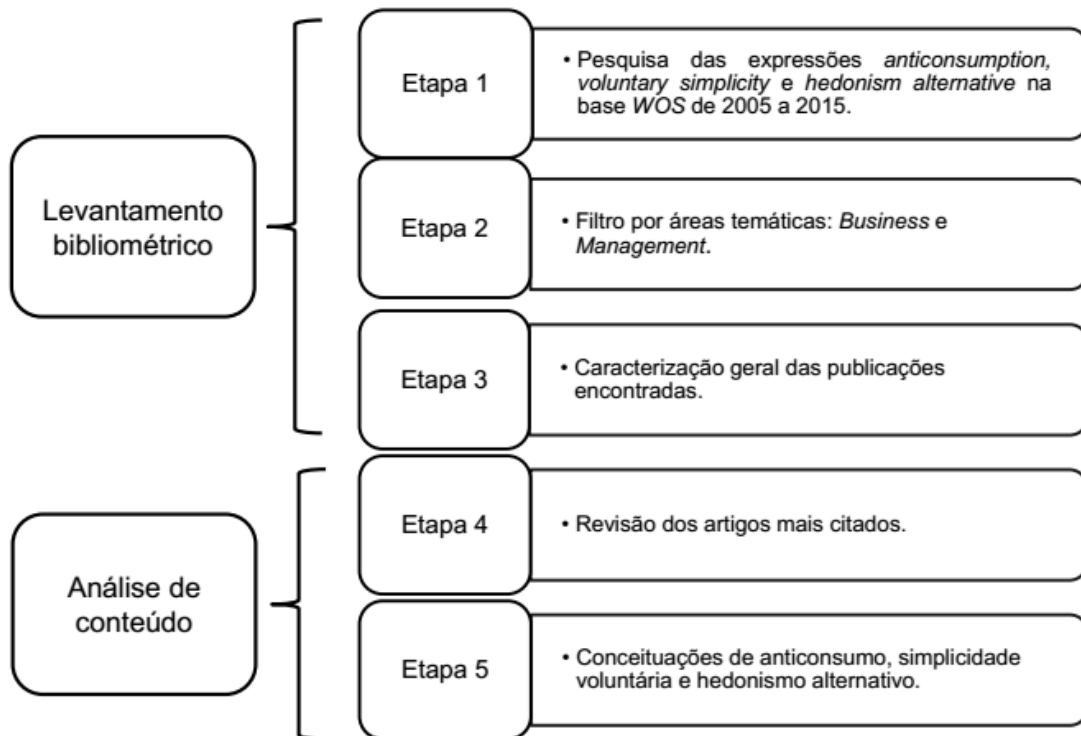 Levantamento
bibliométrico
Etapa 1
• Pesquisa das expressões anticonsumption,
voluntary simplicity e hedonism alternative na
base WOS de 2005 a 2015.
Etapa 2
• Filtro por áreas temáticas: Business e
Management.
Etapa 3
• Caracterização geral das publicações
encontradas.
Análise de
conteúdo
Etapa 4
• Revisão dos artigos mais citados.
Etapa 5
• Conceituações de anticonsumo, simplicidade
voluntária e hedonismo alternativo.